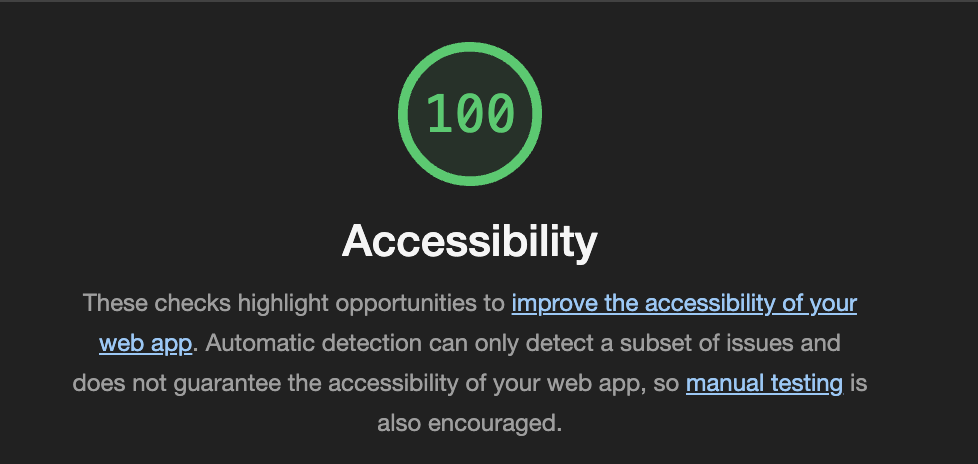 100
Accessibility
These checks highlight opportunities to improve the accessibility of your
web app. Automatic detection can only detect a subset of issues and
does not guarantee the accessibility of your web app, so manual testing is
also encouraged.